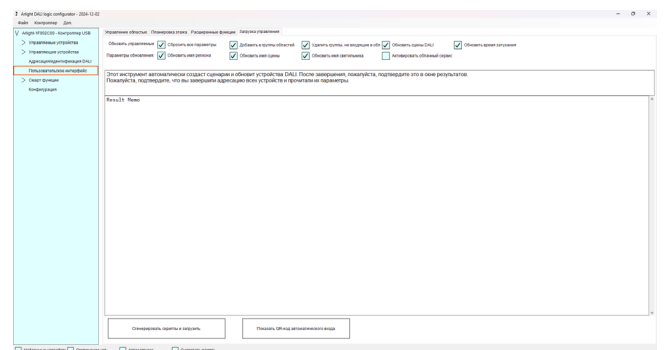 Arlight DALI logic configurator - 2024-12-02
Файл Контроллер Доп.
Arlight VF002C00 - Контроллер USB
Управляемые устройства
Управляющие устройства
Адресация/идентификация DALI
Пользовательское интерфейс
Смарт функции
Конфигурация
Управление областью Планировка этажа Расширенные функции Загрузка управления
Обновить управляемые Сбросить все параметры Добавить в группы областей Удалить группы, не входящие в обл Обновить сцены DALI Обновить время затухания
Параметры обновления: Обновить имя региона Обновить имя сцены Обновить имя светильника Активировать облачный сервис
Этот инструмент автоматически создаст сценарии и обновит устройства DALI. После завершения, пожалуйста, подтвердите это в окне результатов.
Пожалуйста, подтвердите, что вы завершили адресацию всех устройств и прочитали их параметры.
Result Memo
Сгенерировать скрипты и загрузить Показать QR-код автоматического входа